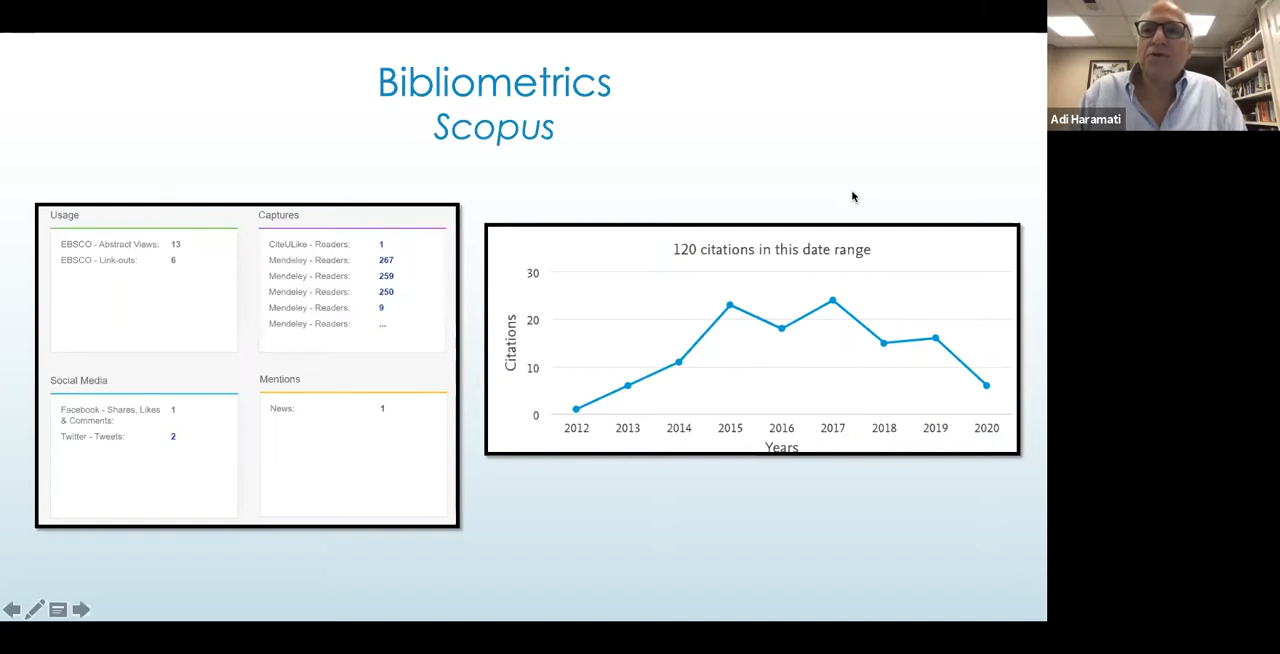 Bibliometrics
Scopus
Adi Haramati
Usage
EBSCO - Abstract Views: 13
EBSCO - Link-outs: 6
Captures
CiteULike - Readers: 1
Mendeley - Readers: 267
Mendeley - Readers: 259
Mendeley - Readers: 250
Mendeley - Readers: 9
Mendeley - Readers: ...
Social Media
Facebook - Shares, Likes 1
& Comments:
Twitter - Tweets: 2
Mentions
News: 1
120 citations in this date range
Citations
30
20
10
0
2012 2013 2014 2015 2016 2017 2018 2019 2020
Years